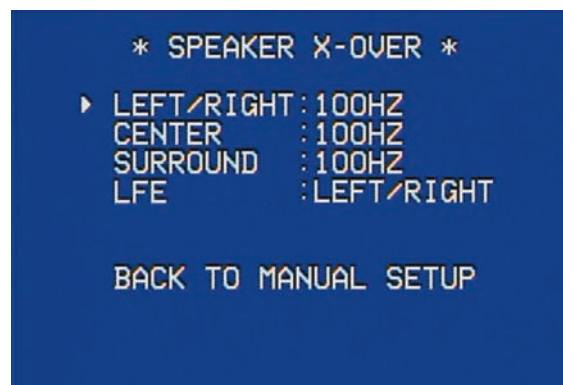 * SPEAKER X-OVER *
LEFT/RIGHT:100HZ
CENTER :100HZ
SURROUND :100HZ
LFE :LEFT/RIGHT
BACK TO MANUAL SETUP